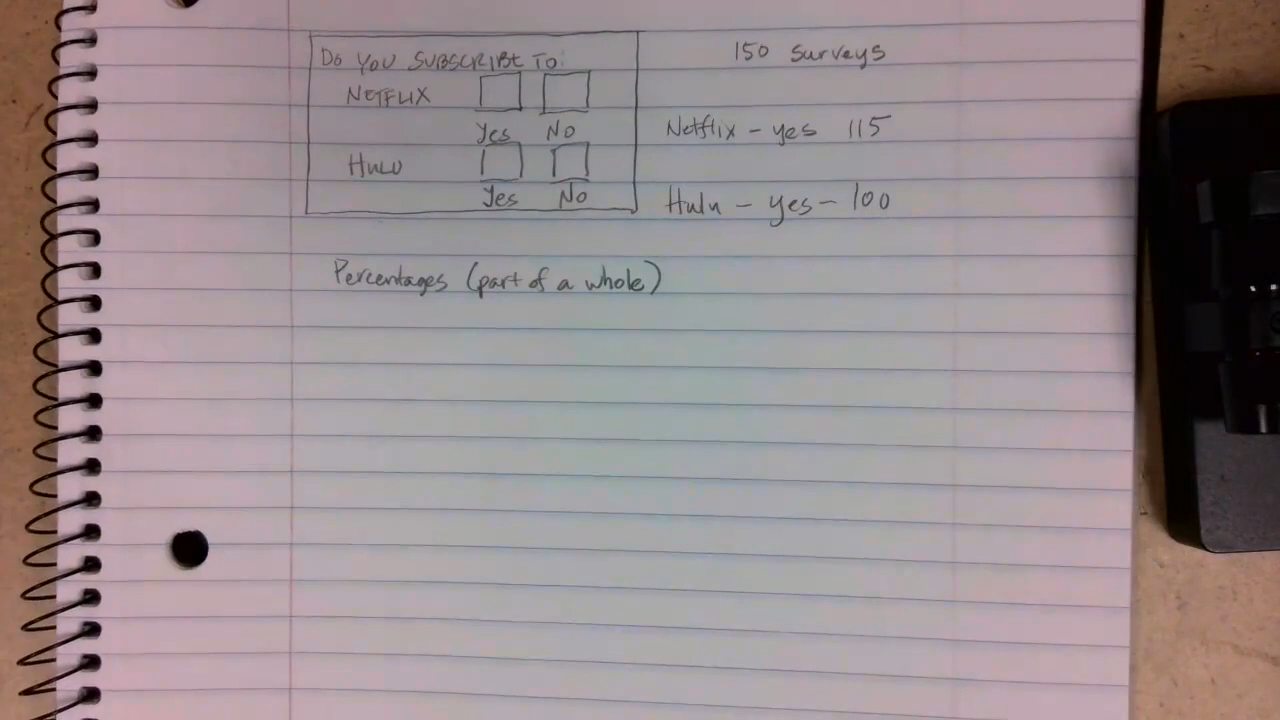 DO YOU SUBSCRIBE TO:
NETFLIX
Yes No
HULU
Yes No
150 surveys
Netflix - yes 115
Hulu - yes - 100
Percentages (part of a whole)